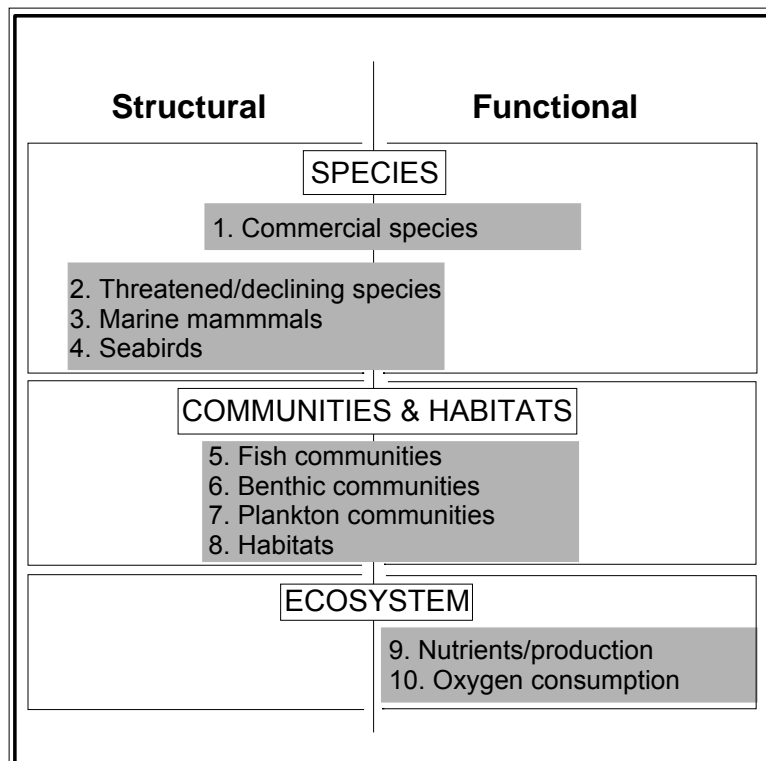 Structural Functional
SPECIES
1. Commercial species
2. Threatened/declining species
3. Marine mammmals
4. Seabirds
COMMUNITIES & HABITATS
5. Fish communities
6. Benthic communities
7. Plankton communities
8. Habitats
ECOSYSTEM
9. Nutrients/production
10. Oxygen consumption